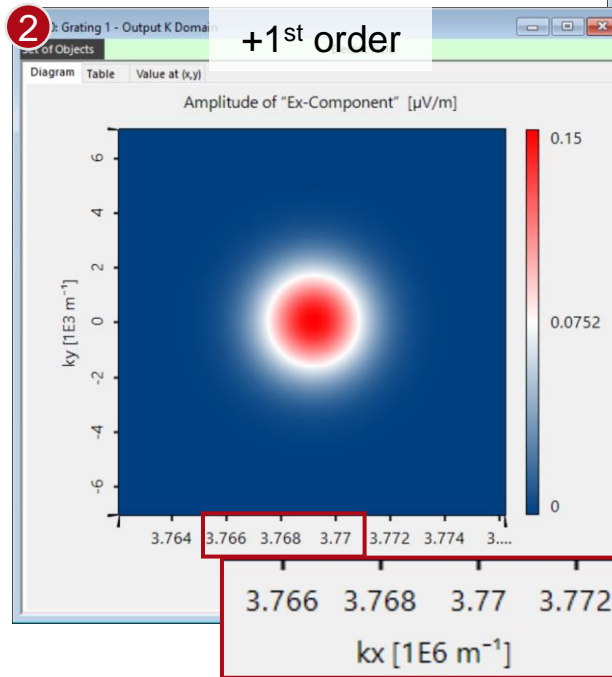 2
: Grating 1 - Output K Domain
+1st order
Set of Objects
Diagram Table Value at (x,y)
Amplitude of "Ex-Component" [µV/m]
6
4
2
0
-2
-4
-6
ky [1E3 m⁻¹]
0.15
0.0752
0
3.764 3.766 3.768 3.77 3.772 3.774 3....
3.766 3.768 3.77 3.772
kx [1E6 m⁻¹]